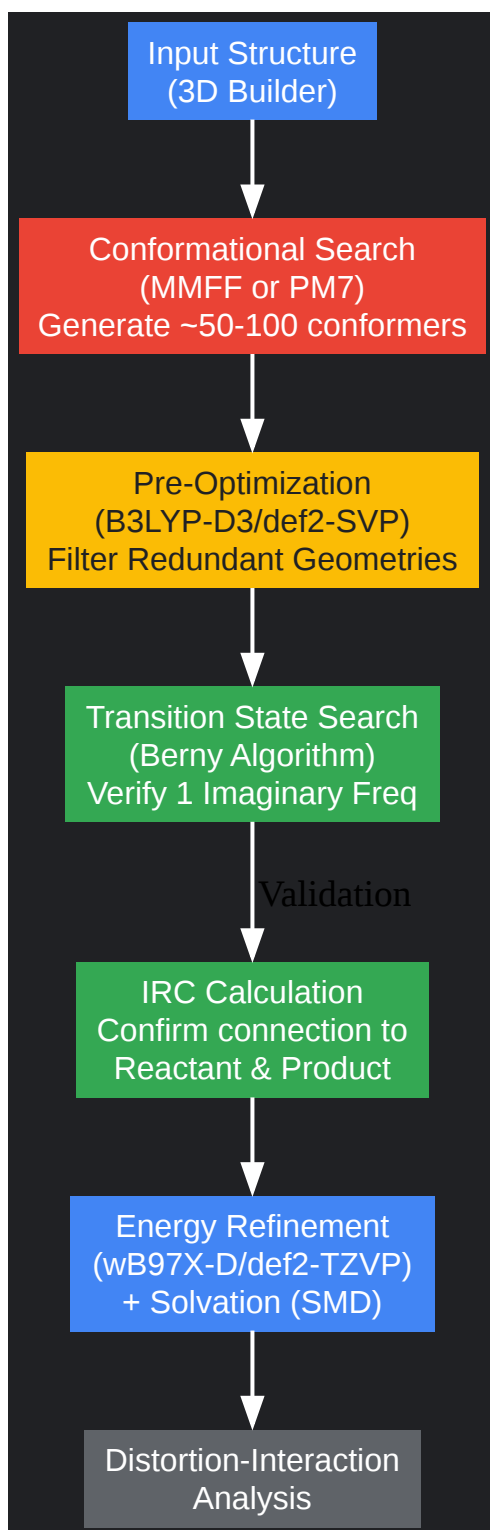 Input Structure
(3D Builder)
Conformational Search
(MMFF or PM7)
Generate ~50-100 conformers
Pre-Optimization
(B3LYP-D3/def2-SVP)
Filter Redundant Geometries
Transition State Search
(Berny Algorithm)
Verify 1 Imaginary Freq
Validation
IRC Calculation
Confirm connection to
Reactant & Product
Energy Refinement
(wB97X-D/def2-TZVP)
+ Solvation (SMD)
Distortion-Interaction
Analysis